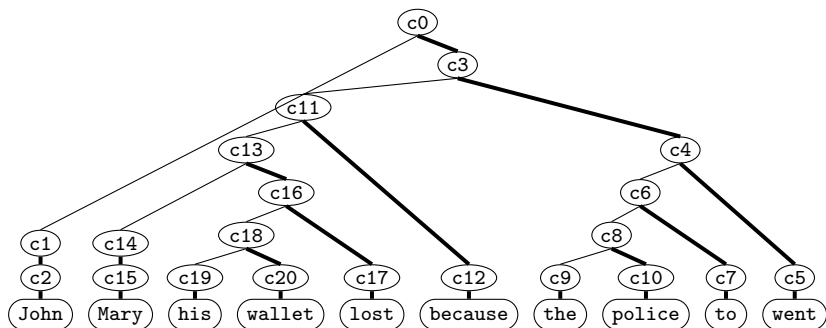 c0
c3
c11
c13 c4
c16 c6
c1 c14 c18 c8
c2 c15 c19 c20 c17 c12 c9 c10 c7 c5
John Mary his wallet lost because the police to went